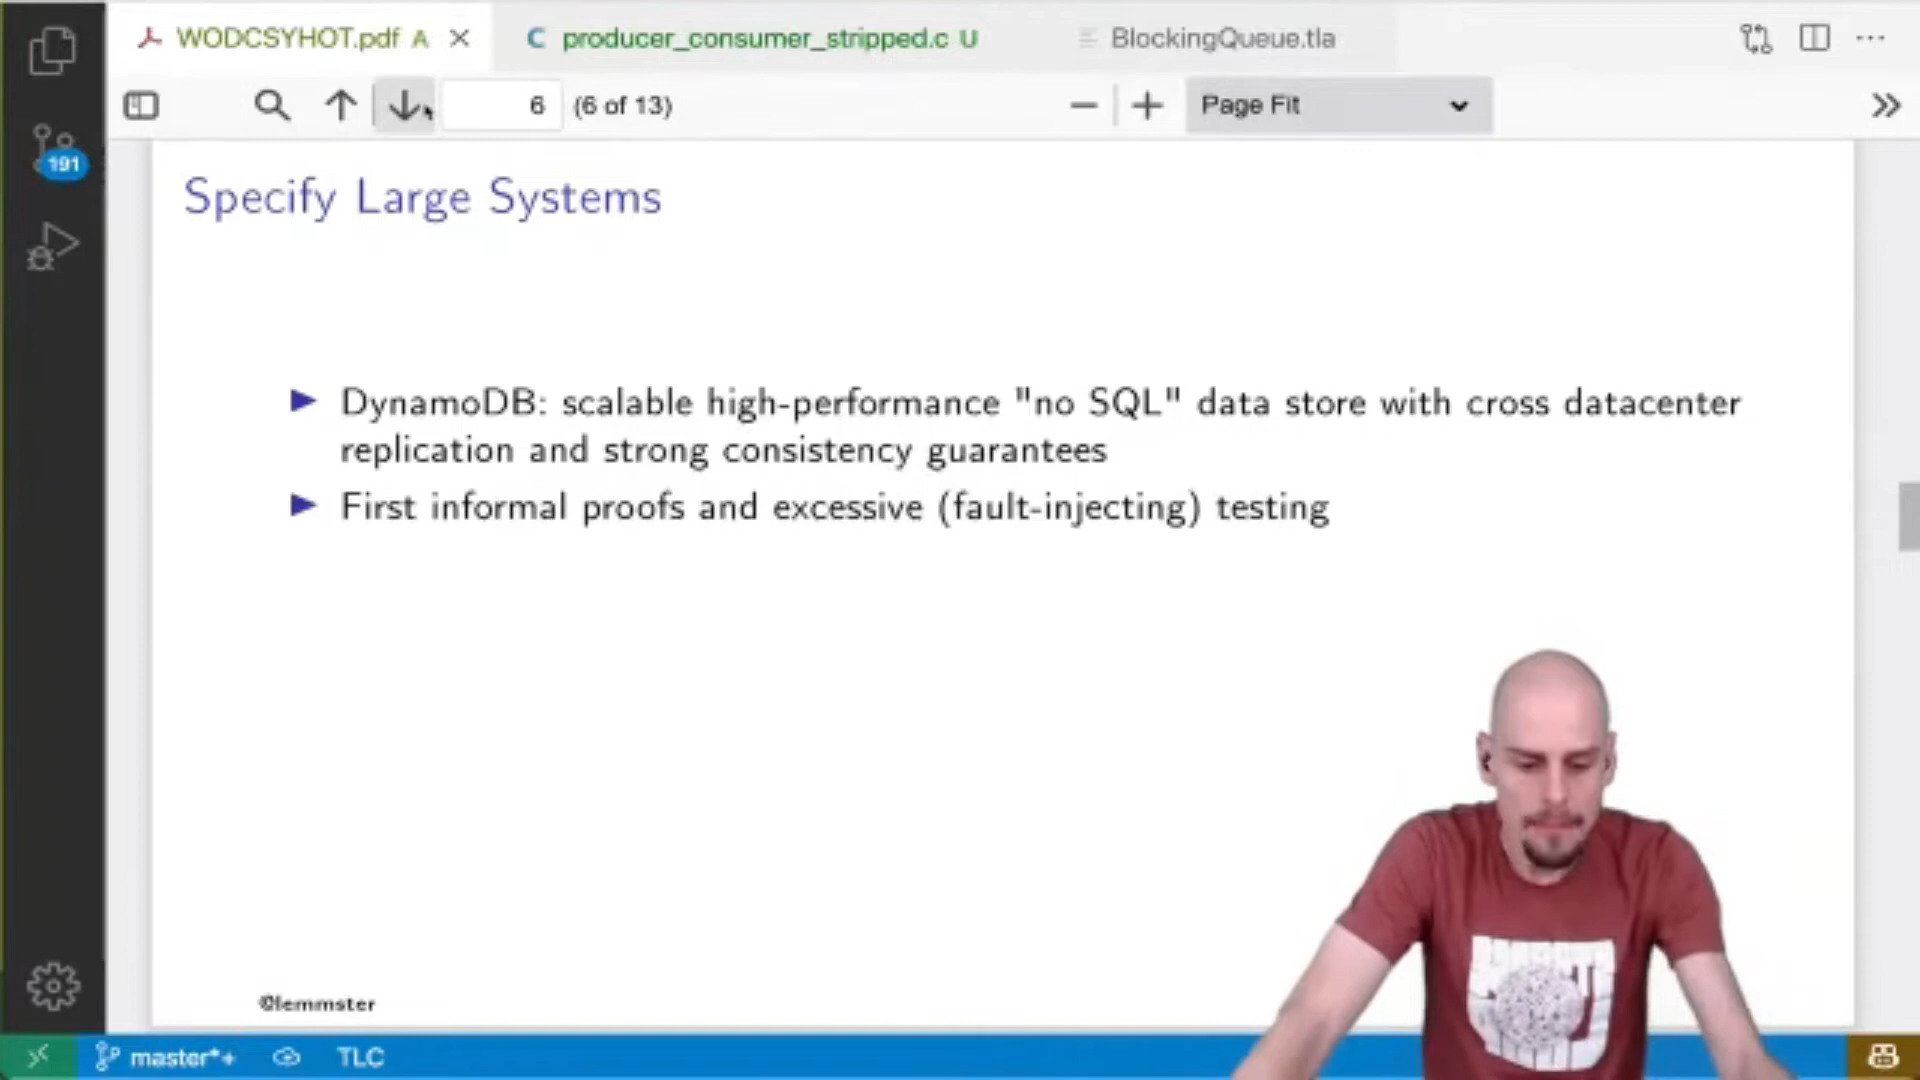 WODCSYHOT.pdf A
producer_consumer_stripped.c U
BlockingQueue.tla
6 (6 of 13)
Page Fit
191
Specify Large Systems
DynamoDB: scalable high-performance "no SQL" data store with cross datacenter
replication and strong consistency guarantees
First informal proofs and excessive (fault-injecting) testing
©lemmster
master*+
TLC